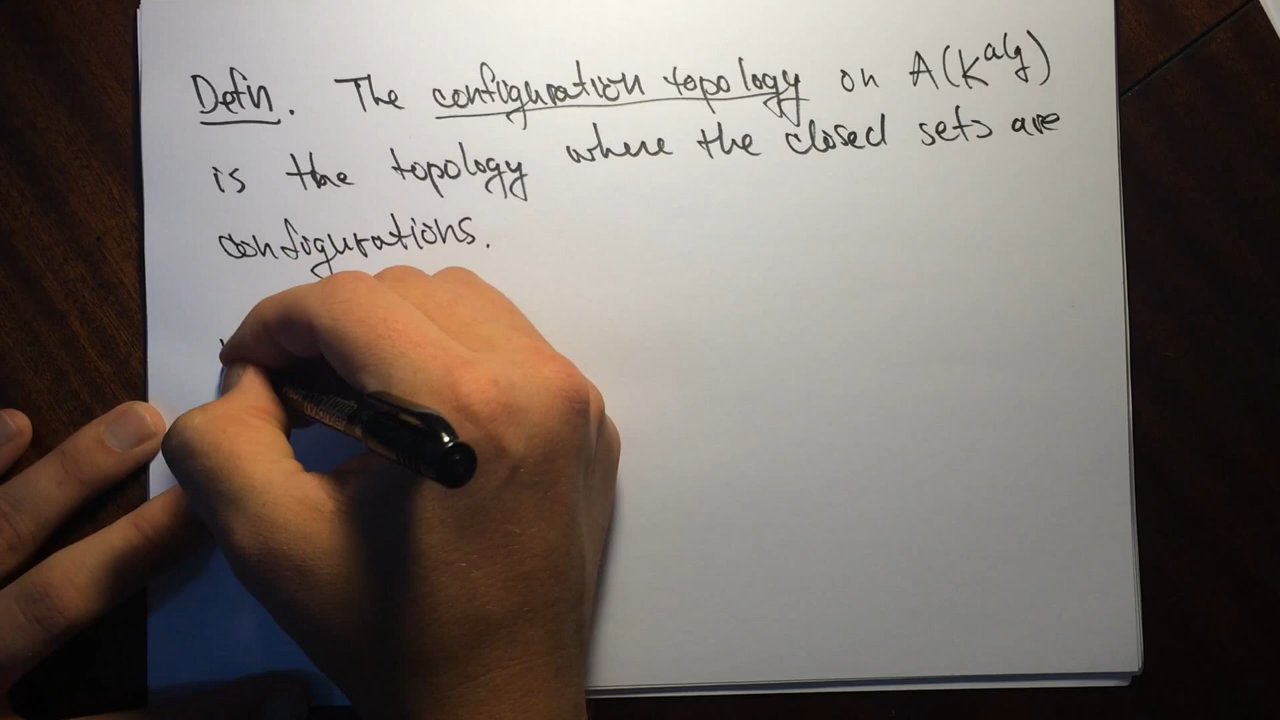 Defn. The configuration topology on A(K^alg)
is the topology where the closed sets are
configurations.